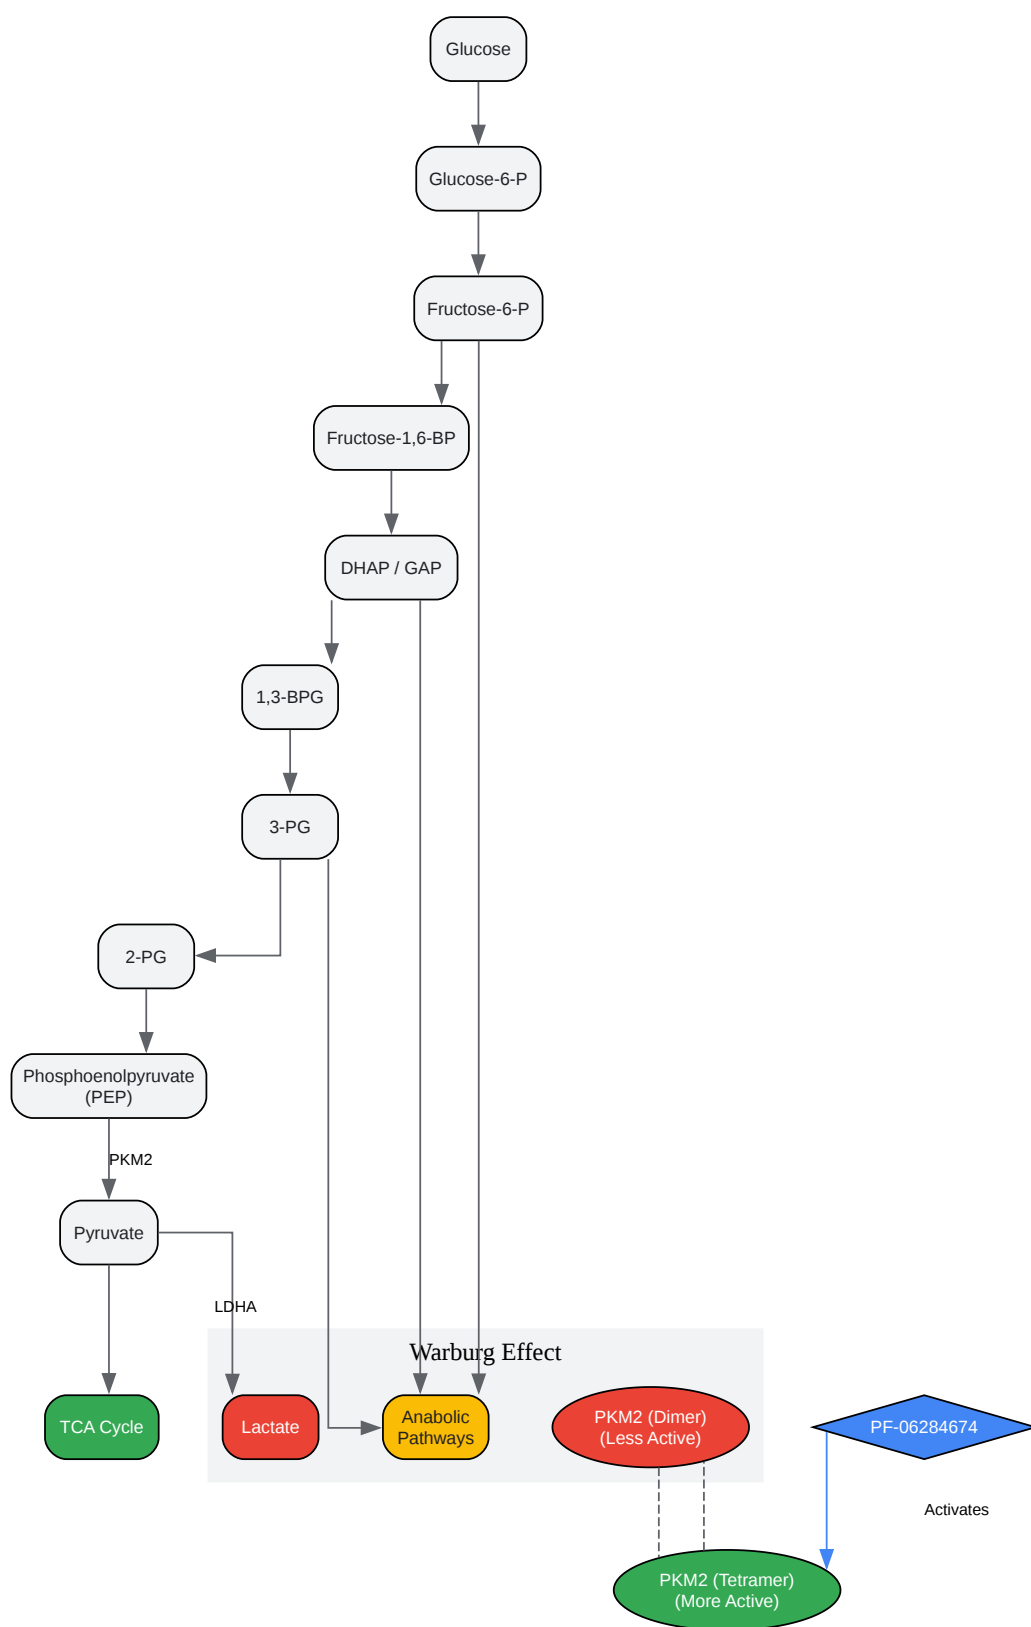 Glucose
Glucose-6-P
Fructose-6-P
Fructose-1,6-BP
DHAP / GAP
1,3-BPG
3-PG
2-PG
Phosphoenolpyruvate
(PEP)
PKM2
Pyruvate
LDHA
Warburg Effect
TCA Cycle
Lactate
Anabolic
Pathways
PKM2 (Dimer)
(Less Active)
PF-06284674
Activates
PKM2 (Tetramer)
(More Active)